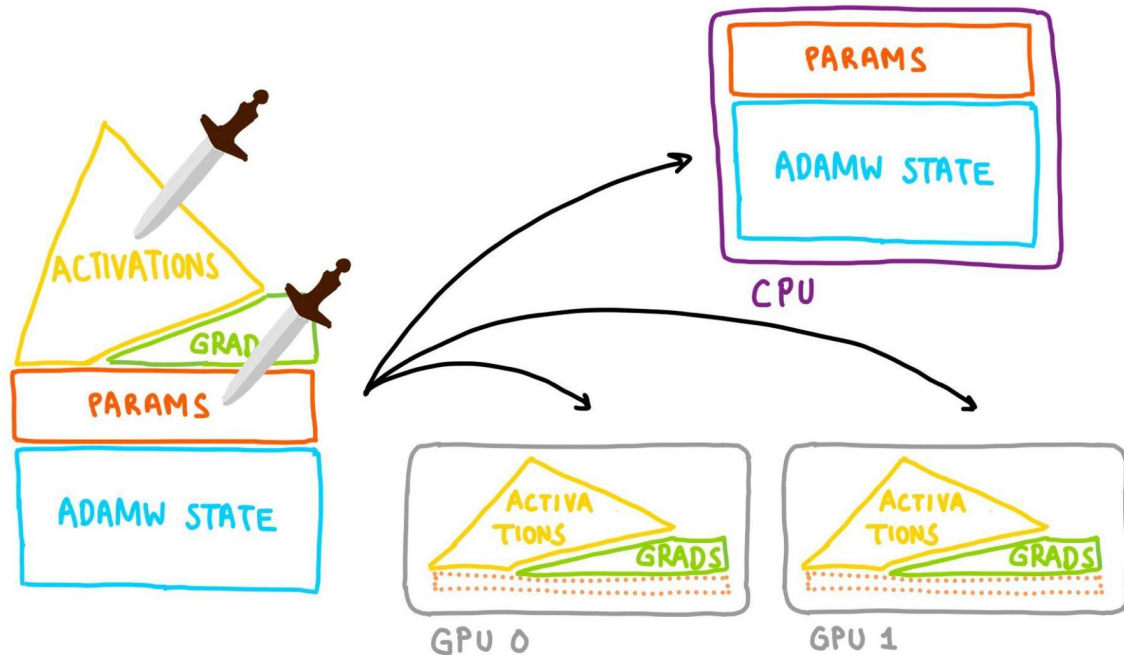 ACTIVATIONS
GRAD
PARAMS
ADAMW STATE
PARAMS
ADAMW STATE
CPU
ACTIVA
TIONS
GRADS
GPU 0
ACTIVA
TIONS
GRADS
GPU 1